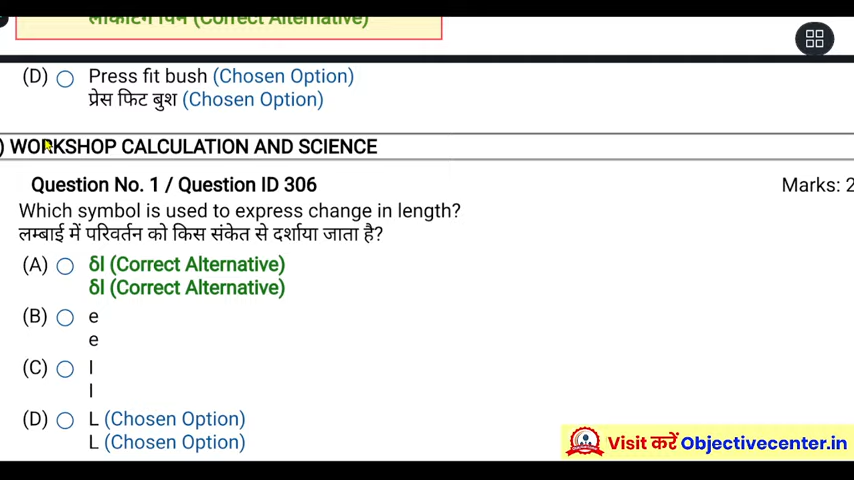 लोकेटिंग पिन (Correct Alternative)
(D) Press fit bush (Chosen Option)
प्रेस फिट बुश (Chosen Option)
) WORKSHOP CALCULATION AND SCIENCE
Question No. 1 / Question ID 306 Marks: 2
Which symbol is used to express change in length?
लम्बाई में परिवर्तन को किस संकेत से दर्शाया जाता है?
(A) δl (Correct Alternative)
δl (Correct Alternative)
(B) e
e
(C) l
l
(D) L (Chosen Option)
L (Chosen Option)
Visit करें Objectivecenter.in